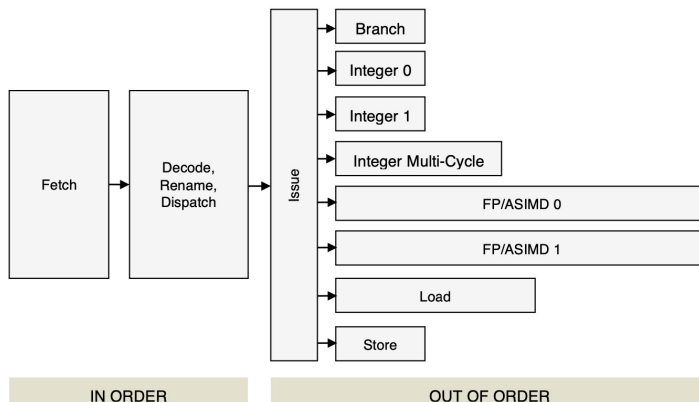 Fetch
Decode,
Rename,
Dispatch
Issue
Branch
Integer 0
Integer 1
Integer Multi-Cycle
FP/ASIMD 0
FP/ASIMD 1
Load
Store
IN ORDER
OUT OF ORDER